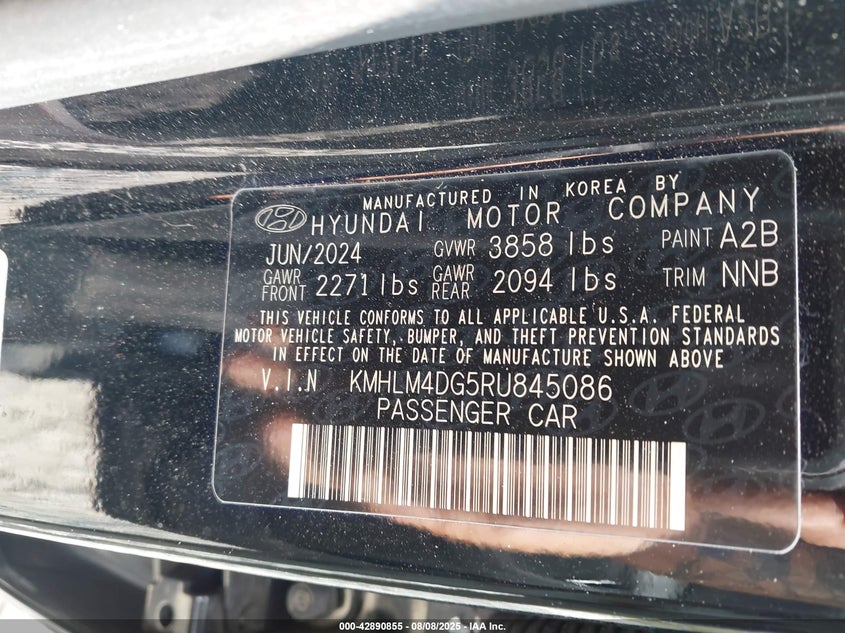 MANUFACTURED IN KOREA BY
HYUNDAI MOTOR COMPANY
JUN/2024 GVWR 3858 lbs PAINT A2B
GAWR FRONT 2271 lbs GAWR REAR 2094 lbs TRIM NNB
THIS VEHICLE CONFORMS TO ALL APPLICABLE U.S.A. FEDERAL
MOTOR VEHICLE SAFETY, BUMPER, AND THEFT PREVENTION STANDARDS
IN EFFECT ON THE DATE OF MANUFACTURE SHOWN ABOVE
V.I.N KMHLM4DG5RU845086
PASSENGER CAR
000-42890855 - 08/08/2025 - IAA Inc.